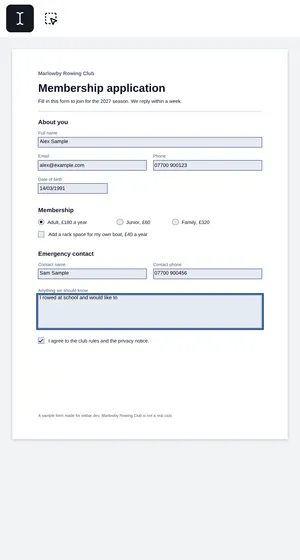 Marlowby Rowing Club
Membership application
Fill in this form to join for the 2027 season. We reply within a week.
About you
Full name
Alex Sample
Email
Phone
alex@example.com
07700 900123
Date of birth
14/03/1991
Membership
Adult, £180 a year
Junior, £60
Family, £320
Add a rack space for my own boat, £40 a year
Emergency contact
Contact name
Contact phone
Sam Sample
07700 900456
Anything we should know
I rowed at school and would like to
I agree to the club rules and the privacy notice.
A sample form made for
Marlowby Rowing Club is not a real club.